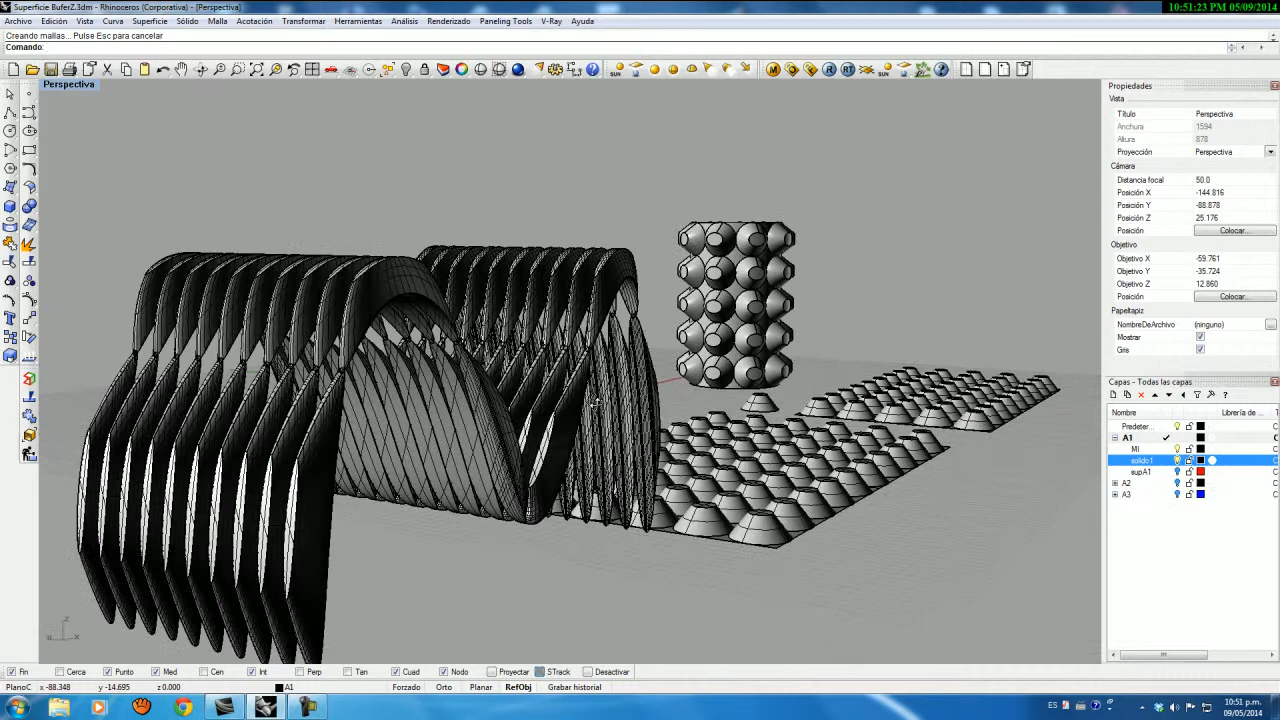 Superficie BuferZ.3dm - Rhinoceros (Corporativa) - [Perspectiva]
10:51:23 PM 05/09/2014
Archivo Edición Vista Curva Superficie Sólido Malla Acotación Transformar Herramientas Análisis Renderizado Paneling Tools V-Ray Ayuda
Creando mallas... Pulse Esc para cancelar
Comando:
Perspectiva
Propiedades
Vista
Título Perspectiva
Anchura 1594
Altura 878
Proyección Perspectiva
Cámara
Distancia focal 50.0
Posición X -144.816
Posición Y -88.878
Posición Z 25.176
Posición Colocar...
Objetivo
Objetivo X -59.761
Objetivo Y -35.724
Objetivo Z 12.860
Posición Colocar...
Papeltapiz
NombreDeArchivo (ninguno)
Mostrar
Gris
Capas - Todas las capas
Nombre Librería de ...
Predeter...
A1
MI
solido1
supA1
A2
A3
z
x
Fin Cerca Punto Med Cen Int Perp Tan Cuad Nodo Proyectar STrack Desactivar
PlanoC x -88.348 y -14.695 z 0.000 A1 Forzado Orto Planar RefObj Grabar historial
ES
10:51 p.m.
09/05/2014